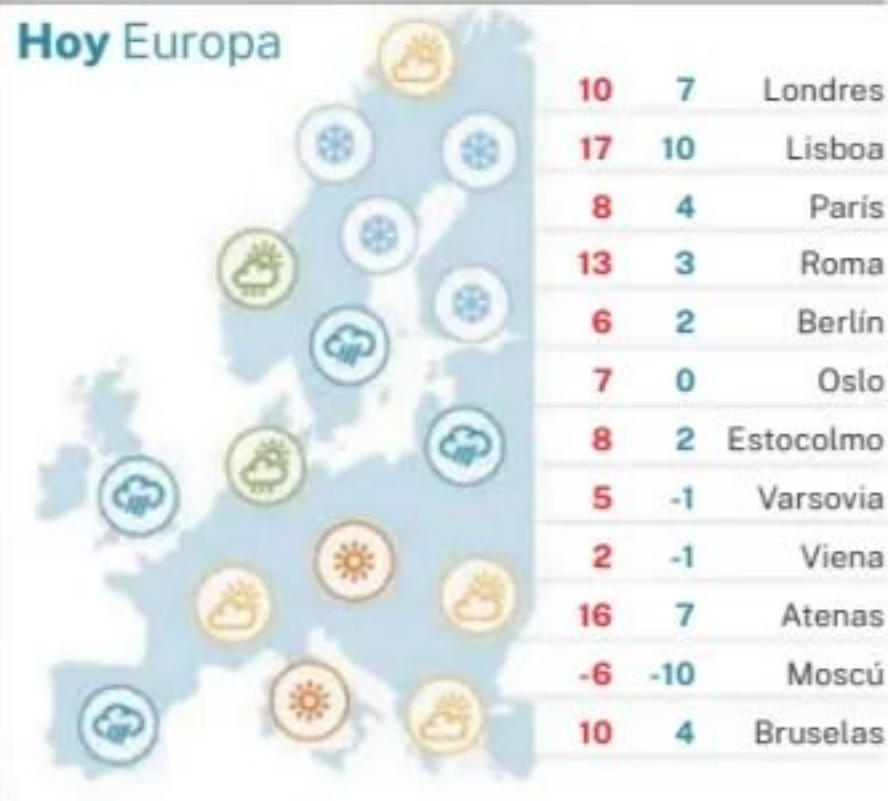 Hoy Europa
10 7 Londres
17 10 Lisboa
8 4 París
13 3 Roma
6 2 Berlín
7 0 Oslo
8 2 Estocolmo
5 -1 Varsovia
2 -1 Viena
16 7 Atenas
-6 -10 Moscú
10 4 Bruselas